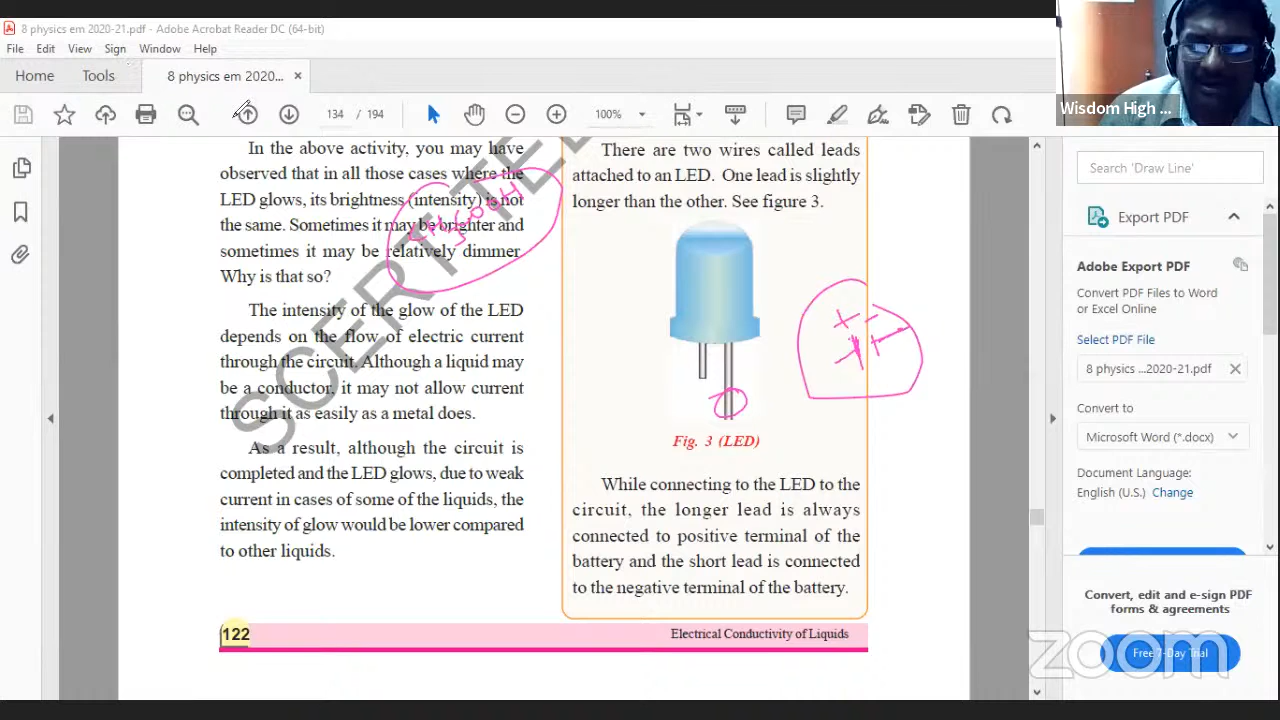 8 physics em 2020-21.pdf - Adobe Acrobat Reader DC (64-bit)
File Edit View Sign Window Help
Home Tools 8 physics em 2020... ×
134 / 194 100%
Wisdom High ...
In the above activity, you may have
observed that in all those cases where the
LED glows, its brightness (intensity) is not
the same. Sometimes it may be brighter and
sometimes it may be relatively dimmer.
Why is that so?
The intensity of the glow of the LED
depends on the flow of electric current
through the circuit. Although a liquid may
be a conductor, it may not allow current
through it as easily as a metal does.
As a result, although the circuit is
completed and the LED glows, due to weak
current in cases of some of the liquids, the
intensity of glow would be lower compared
to other liquids.
SCERT TEL
There are two wires called leads
attached to an LED. One lead is slightly
longer than the other. See figure 3.
Fig. 3 (LED)
While connecting to the LED to the
circuit, the longer lead is always
connected to positive terminal of the
battery and the short lead is connected
to the negative terminal of the battery.
122
Electrical Conductivity of Liquids
Search 'Draw Line'
Export PDF
Adobe Export PDF
Convert PDF Files to Word
or Excel Online
Select PDF File
8 physics ...2020-21.pdf
Convert to
Microsoft Word (*.docx)
Document Language:
English (U.S.) Change
Convert, edit and e-sign PDF
forms & agreements
Free 7-Day Trial
zoom